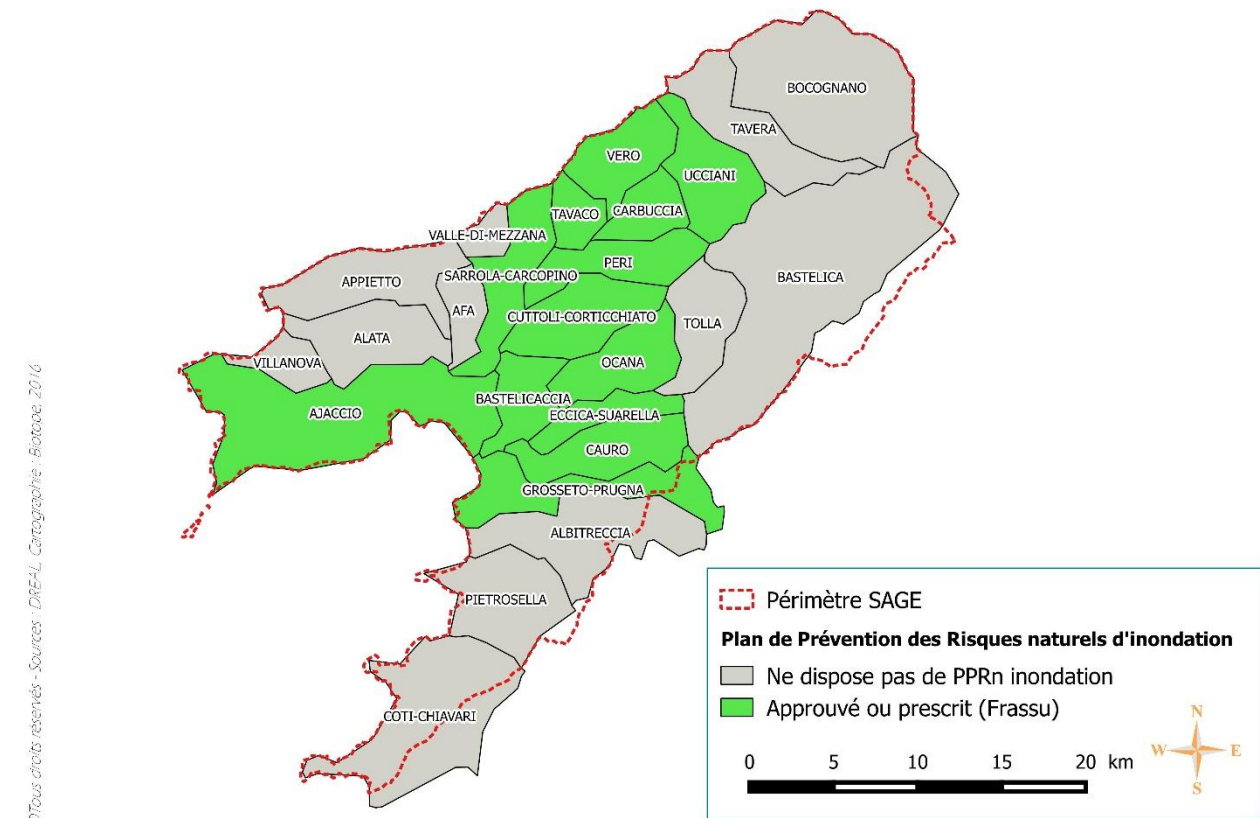 BOCOGNANO
TAVERA
VERO
UCCIANI
TAVACO
CARBUCCIA
VALLE-DI-MEZZANA
PERI
SARROLA-CARCOPINO
BASTELICA
APPIETTO
AFA
CUTTOLI-CORTICCHIATO
TOLLA
ALATA
VILLANOVA
OCANA
BASTELICACCIA
AJACCIO
ECCICA-SUARELLA
CAURO
GROSSETO-PRUGNA
ALBITRECCIA
PIETROSELLA
COTI-CHIAVARI
Périmètre SAGE
Plan de Prévention des Risques naturels d'inondation
Ne dispose pas de PPRn inondation
Approuvé ou prescrit (Frassu)
0 5 10 15 20 km
N
W E
S
©Tous droits réservés - Sources : DREAL, Cartographie : Biotope, 2016